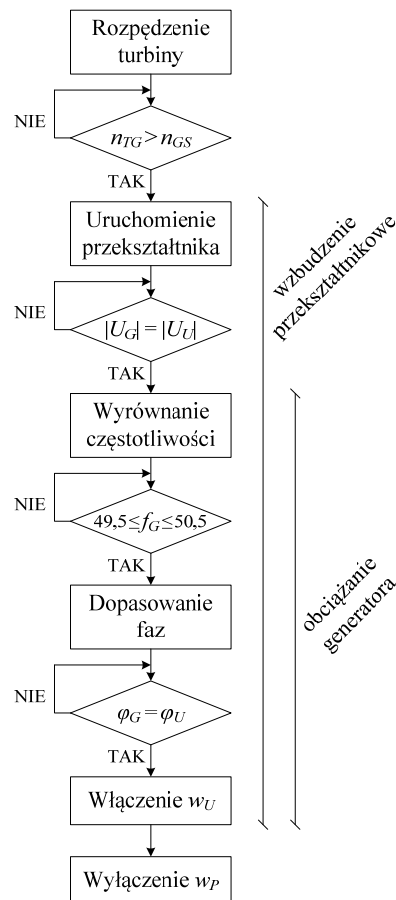 Rozpędzenie
turbiny
NIE
n_TG > n_GS
TAK
Uruchomienie
przekształtnika
NIE
|U_G| = |U_U|
TAK
Wyrównanie
częstotliwości
NIE
49,5 ≤ f_G ≤ 50,5
TAK
Dopasowanie
faz
NIE
φ_G = φ_U
TAK
Włączenie w_U
Wyłączenie w_P
wzbudzenie
przekształtnikowe
obciążanie
generatora